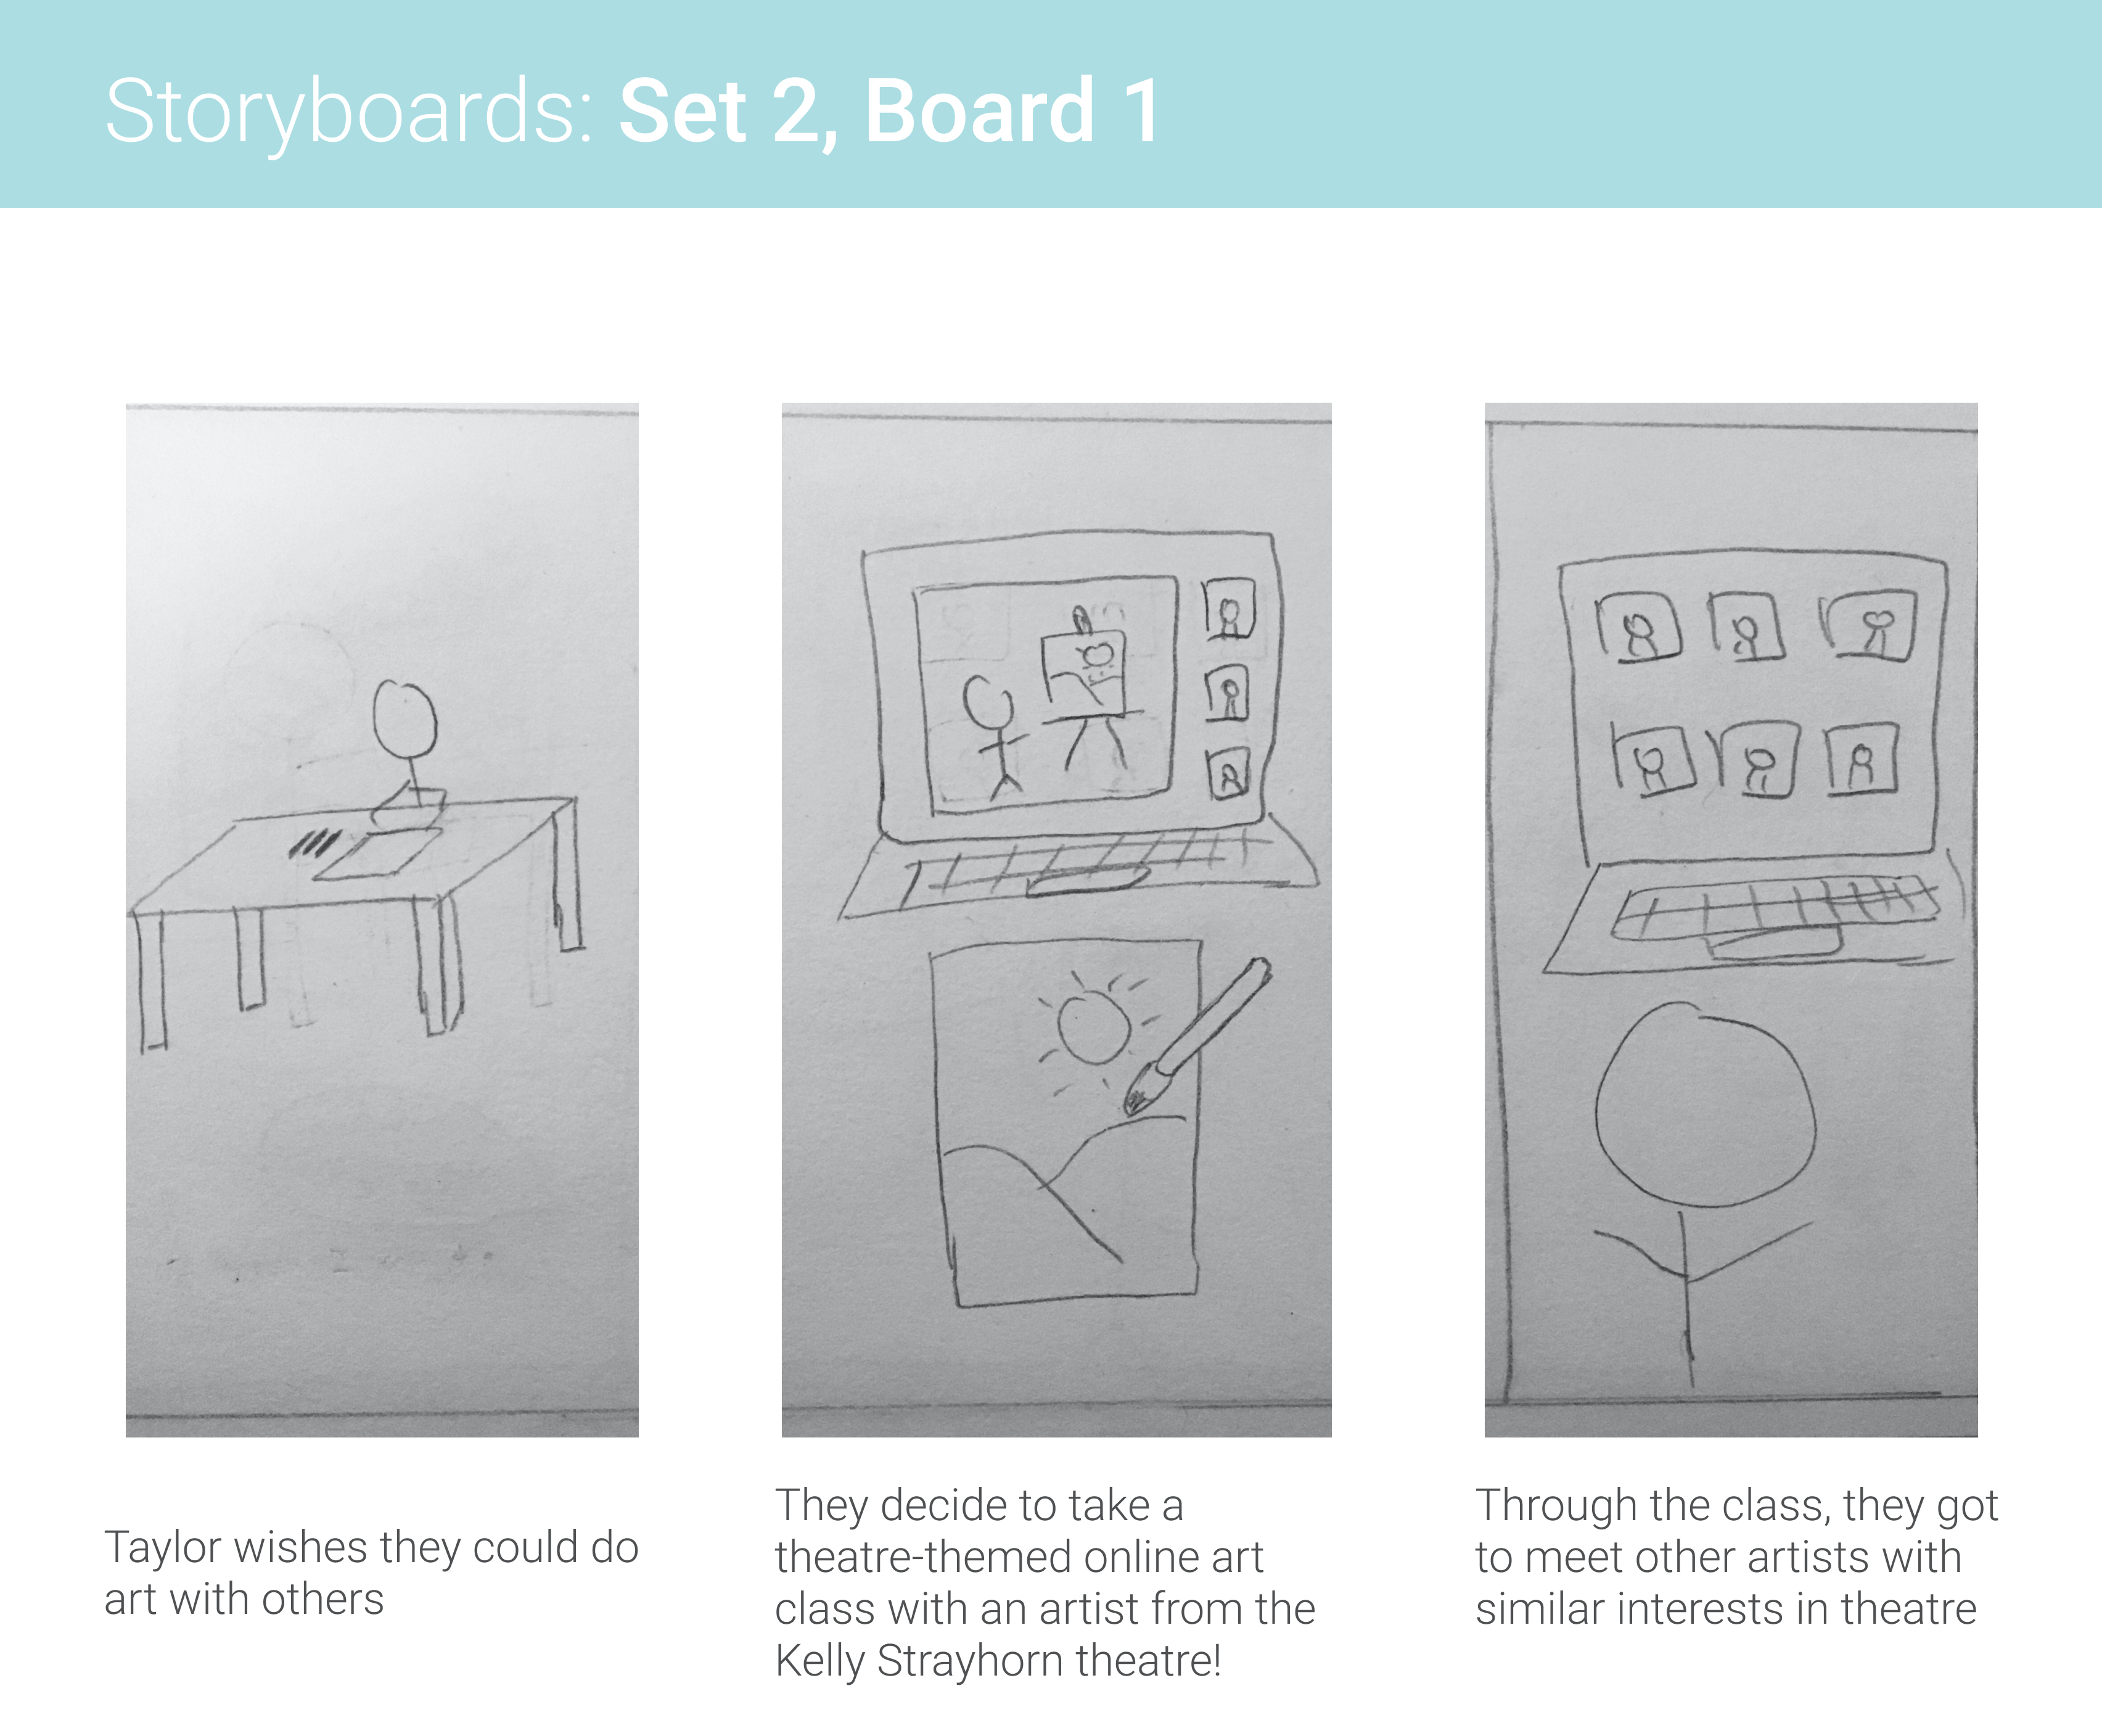 Storyboards: Set 2, Board 1
Taylor wishes they could do
art with others
They decide to take a
theatre-themed online art
class with an artist from the
Kelly Strayhorn theatre!
Through the class, they got
to meet other artists with
similar interests in theatre